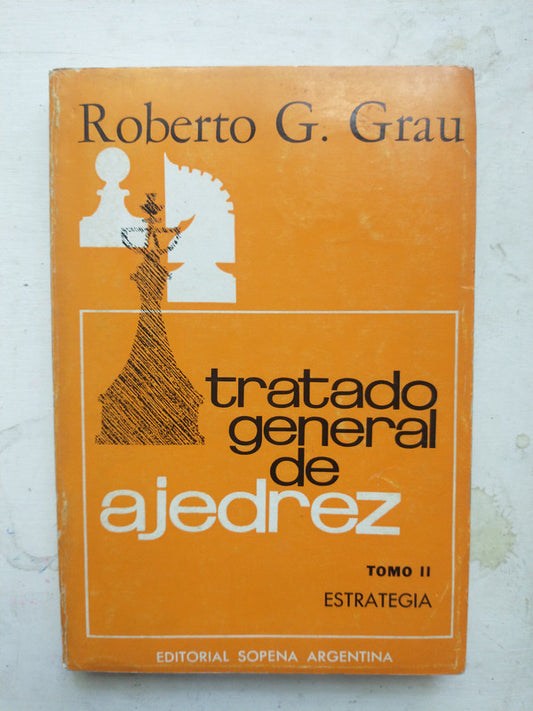 Roberto G. Grau
tratado
general
de
ajedrez
TOMO II
ESTRATEGIA
EDITORIAL SOPENA ARGENTINA